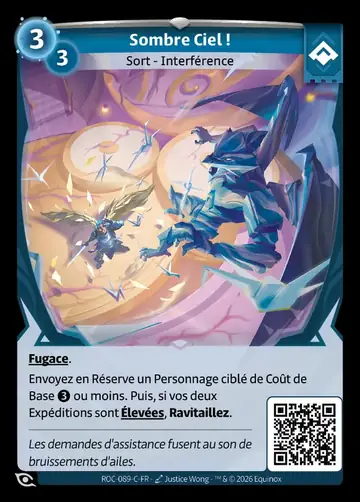 3
Sombre Ciel !
3
Sort - Interférence
Fugace.
Envoyez en Réserve un Personnage ciblé de Coût de
Base 3 ou moins. Puis, si vos deux
Expéditions sont Élevées, Ravitaillez.
Les demandes d'assistance fusent au son de
bruissements d'ailes.
ROC-089-C-FR - Justice Wong - ™ & © 2026 Equinox